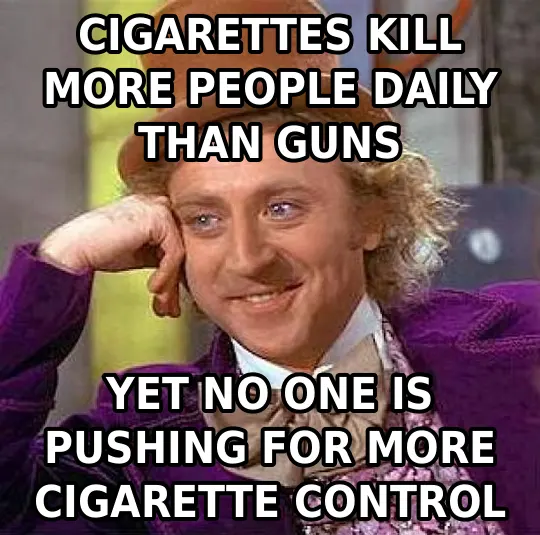 CIGARETTES KILL
MORE PEOPLE DAILY
THAN GUNS
YET NO ONE IS
PUSHING FOR MORE
CIGARETTE CONTROL